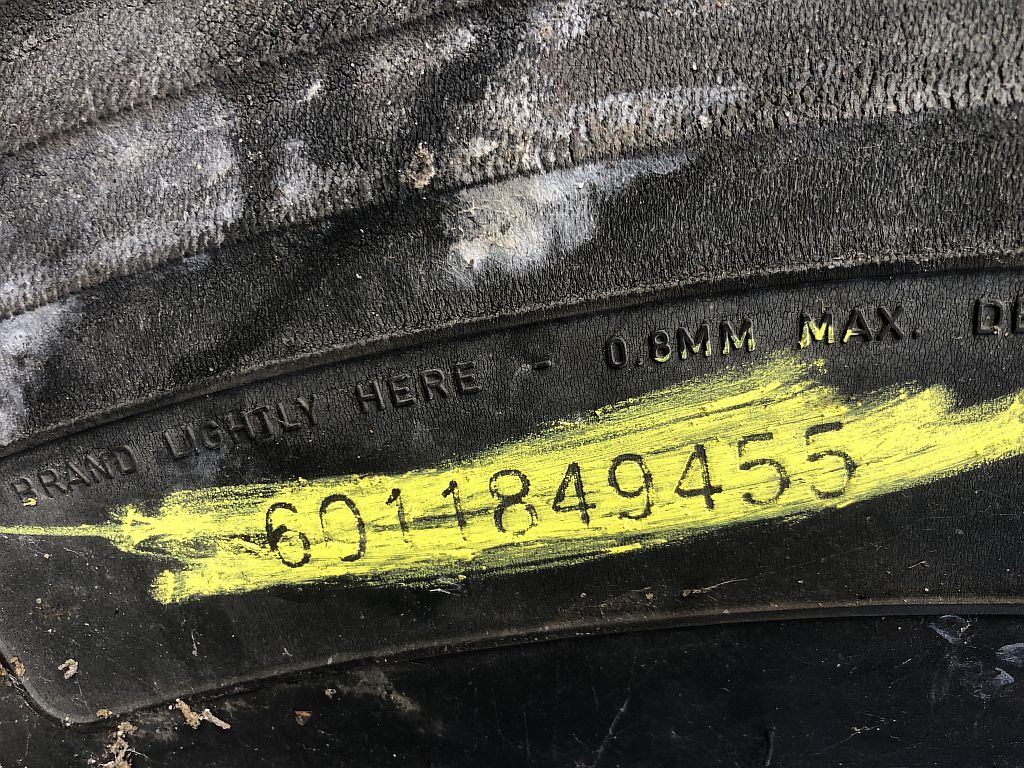 BRAND LIGHTLY HERE - 0.8MM MAX.
6011849455